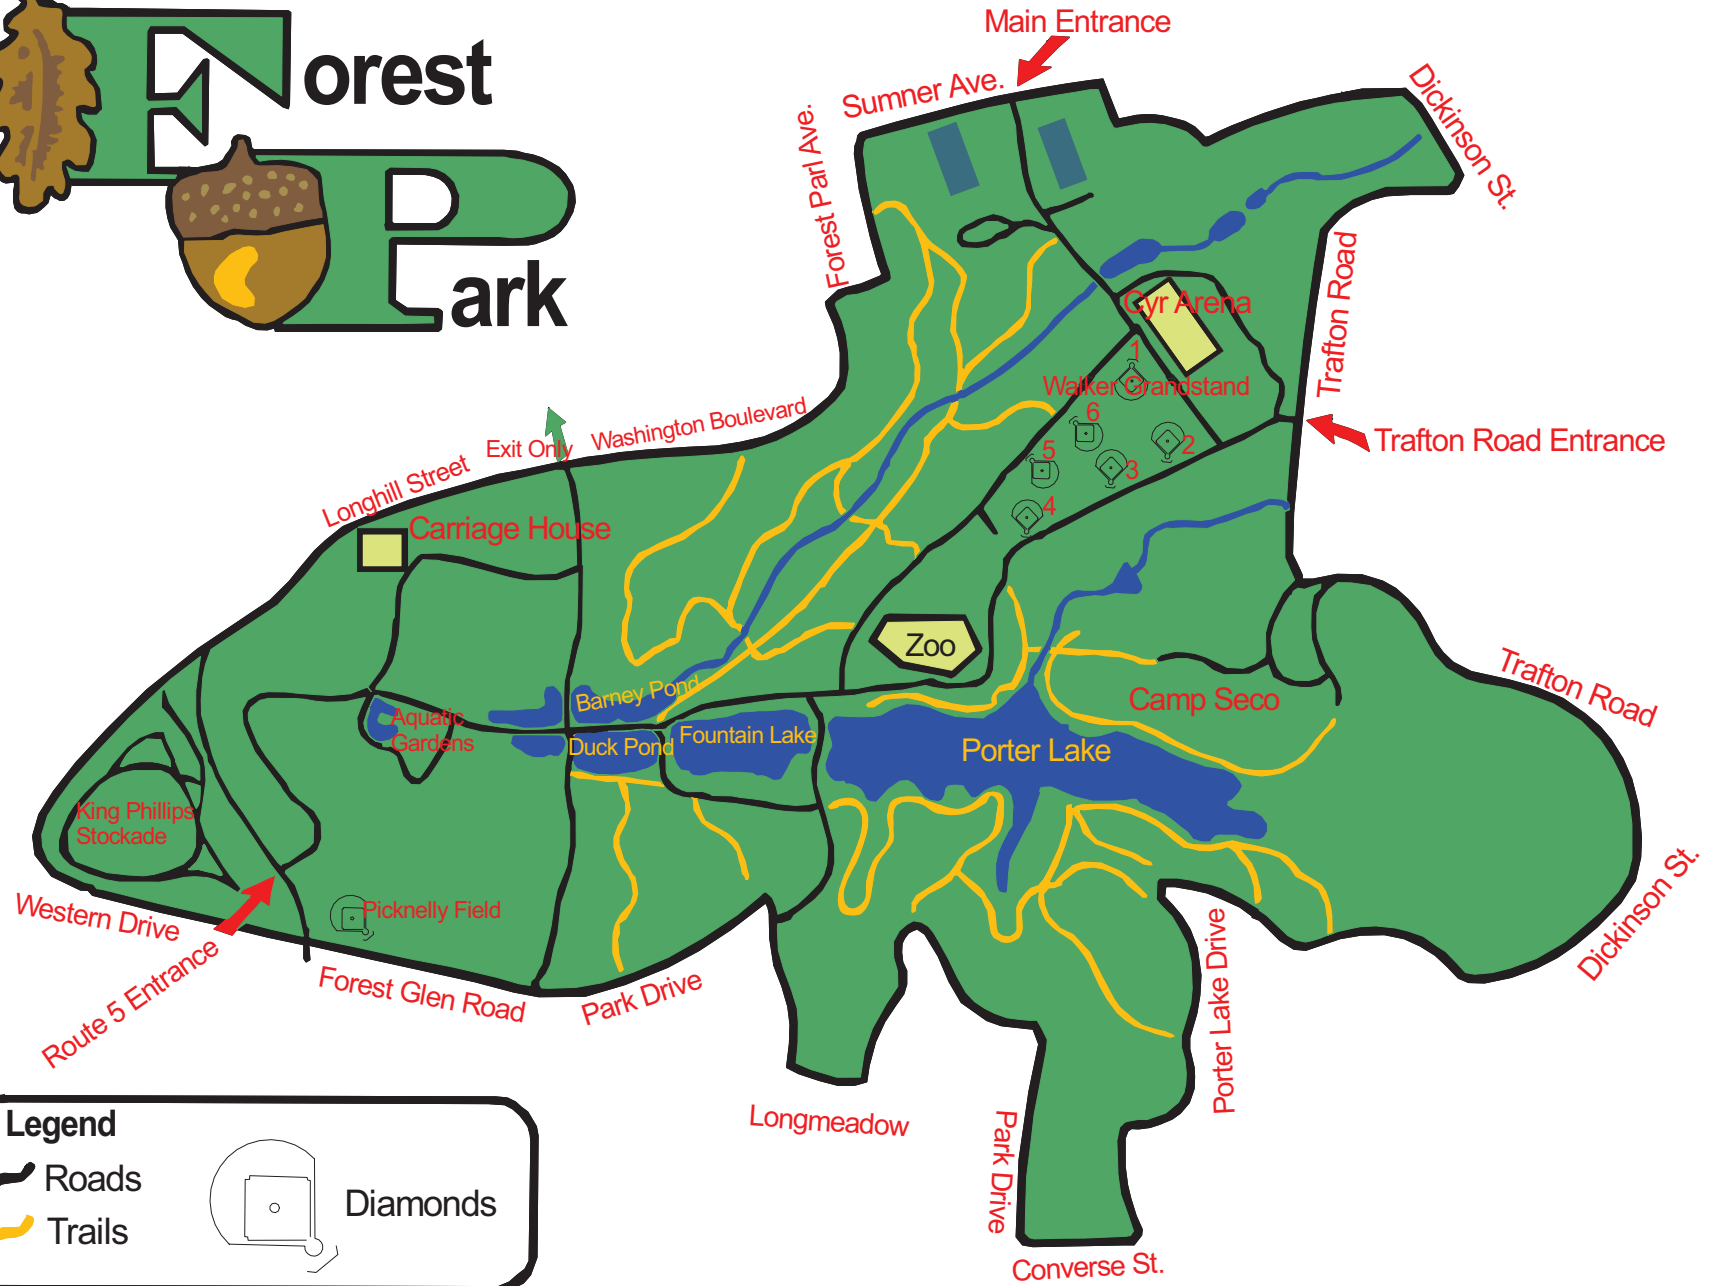 Forest
Park
Main Entrance
Sumner Ave.
Dickinson St.
Forest Parl Ave.
Trafton Road
Cyr Arena
1
Walker Grandstand
6
2
5
3
4
Trafton Road Entrance
Washington Boulevard
Exit Only
Longhill Street
Carriage House
Zoo
Barney Pond
Camp Seco
Trafton Road
Aquatic
Gardens
Duck Pond
Fountain Lake
Porter Lake
King Phillips
Stockade
Picknelly Field
Western Drive
Route 5 Entrance
Forest Glen Road
Park Drive
Porter Lake Drive
Dickinson St.
Longmeadow
Park Drive
Converse St.
Legend
Roads
Trails
Diamonds